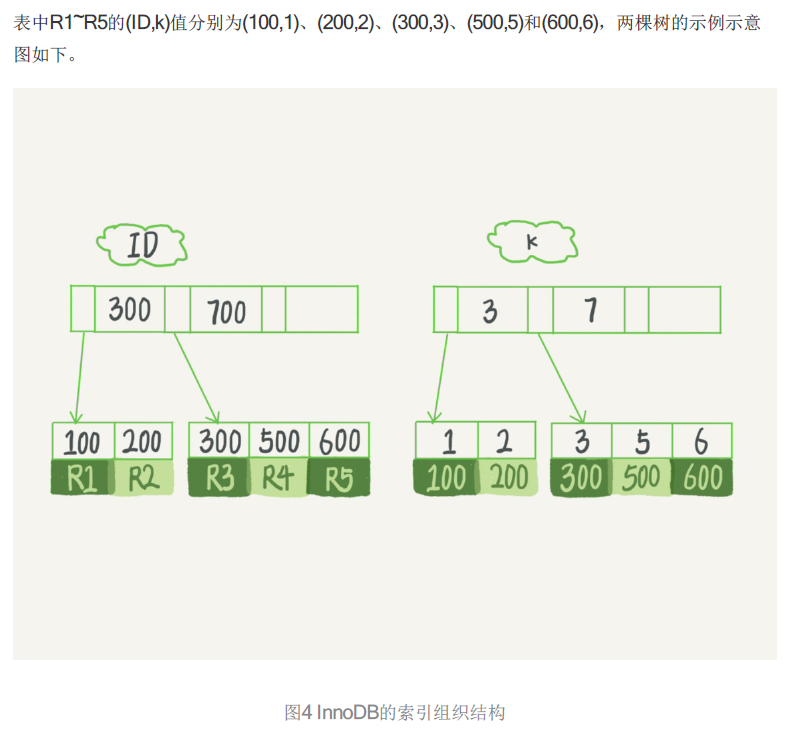 表中R1~R5的(ID,k)值分别为(100,1)、(200,2)、(300,3)、(500,5)和(600,6)，两棵树的示例示意
图如下。
ID k
300 700 3 7
100 200 300 500 600 1 2 3 5 6
R1 R2 R3 R4 R5 100 200 300 500 600
图4 InnoDB的索引组织结构